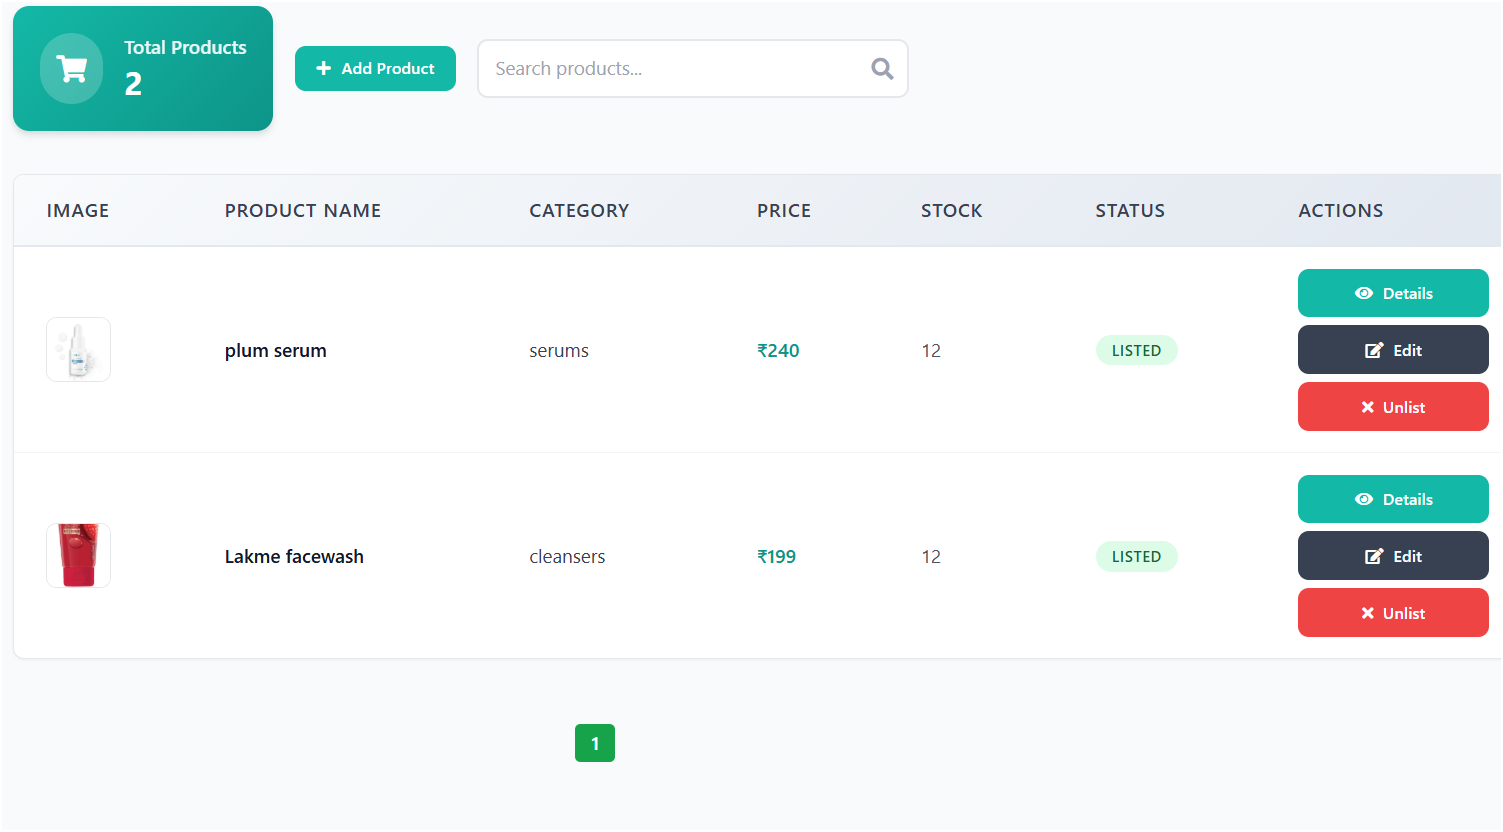 Total Products
2
Add Product
Search products...
IMAGE PRODUCT NAME CATEGORY PRICE STOCK STATUS ACTIONS
Details
plum serum serums ₹240 12 LISTED Edit
Unlist
Details
Lakme facewash cleansers ₹199 12 LISTED Edit
Unlist
1